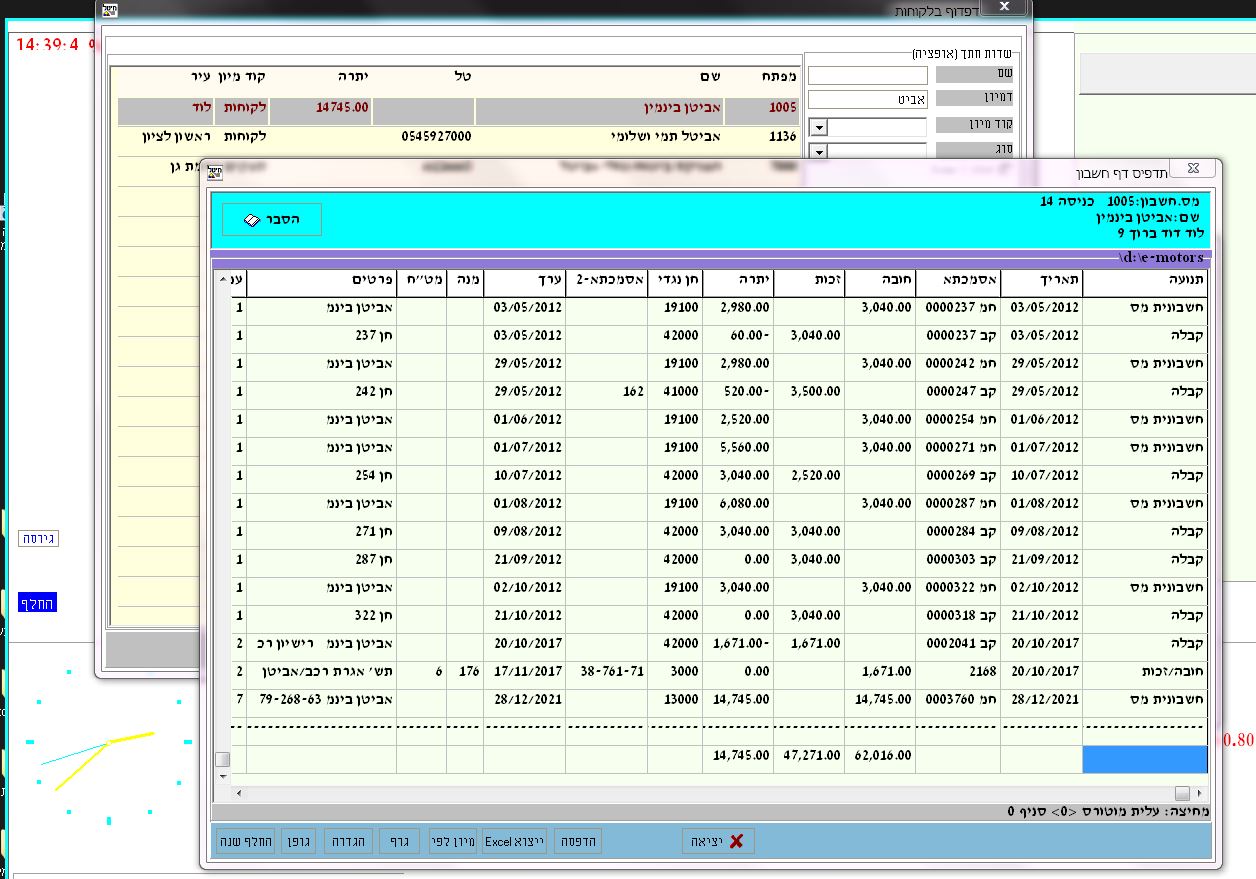 דפדוף בלקוחות
14:39:4
שדות חתך (אופציה)
שם
דמיון אביט
קוד מיון
סוג
מפתח שם טל יתרה קוד מיון עיר
1005 אביטן בינמין 14745.00 לקוחות לוד
1136 אביטל תמי ושלומי 0545927000 לקוחות ראשון לציון
מת גן
תדפיס דף חשבון
מס.חשבון:1005 כניסה 14
שם:אביטן בינמין
לוד דוד ברוך 9
הסבר
d:\e-motors\
תנועה תאריך אסמכתא חובה זכות יתרה חן נגדי אסמכתא-2 ערך מנה מט''ח פרטים ענ
חשבונית מס 03/05/2012 חמ 0000237 3,040.00 2,980.00 19100 03/05/2012 אביטן בינמ 1
קבלה 03/05/2012 קב 0000237 3,040.00 60.00- 42000 03/05/2012 חן 237 1
חשבונית מס 29/05/2012 חמ 0000242 3,040.00 2,980.00 19100 29/05/2012 אביטן בינמ 1
קבלה 29/05/2012 קב 0000247 3,500.00 520.00- 41000 162 29/05/2012 חן 242 1
חשבונית מס 01/06/2012 חמ 0000254 3,040.00 2,520.00 19100 01/06/2012 אביטן בינמ 1
חשבונית מס 01/07/2012 חמ 0000271 3,040.00 5,560.00 19100 01/07/2012 אביטן בינמ 1
קבלה 10/07/2012 קב 0000269 2,520.00 3,040.00 42000 10/07/2012 חן 254 1
חשבונית מס 01/08/2012 חמ 0000287 3,040.00 6,080.00 19100 01/08/2012 אביטן בינמ 1
קבלה 09/08/2012 קב 0000284 3,040.00 3,040.00 42000 09/08/2012 חן 271 1
קבלה 21/09/2012 קב 0000303 3,040.00 0.00 42000 21/09/2012 חן 287 1
חשבונית מס 02/10/2012 חמ 0000322 3,040.00 3,040.00 19100 02/10/2012 אביטן בינמ 1
קבלה 21/10/2012 קב 0000318 3,040.00 0.00 42000 21/10/2012 חן 322 1
קבלה 20/10/2017 קב 0002041 1,671.00 1,671.00- 42000 20/10/2017 אביטן בינמ רישיון רכ 2
חובה/זכות 20/10/2017 2168 1,671.00 0.00 3000 38-761-71 17/11/2017 176 6 תש' אגרת רכב/אביטן 2
חשבונית מס 28/12/2021 חמ 0003760 14,745.00 14,745.00 13000 28/12/2021 אביטן בינמ 79-268-63 7
62,016.00 47,271.00 14,745.00
מחיצה: עלית מוטורס <0> סניף 0
יציאה הדפסה ייצוא Excel מיון לפי גרף הגדרה גופן החלף שנה
גירסה
החלף
0.80